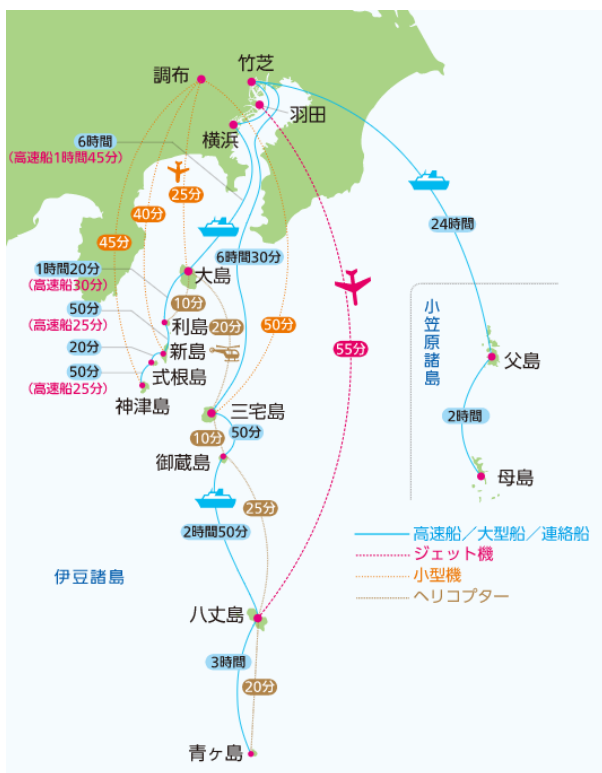 竹芝
調布
羽田
横浜
6時間
(高速船1時間45分)
25分
40分
45分
24時間
6時間30分
1時間20分
(高速船30分)
大島
10分
50分
(高速船25分)
利島
20分
50分
小笠原諸島
20分
新島
55分
父島
50分
(高速船25分)
式根島
神津島
三宅島
50分
2時間
10分
御蔵島
母島
25分
2時間50分
高速船/大型船/連絡船
ジェット機
小型機
ヘリコプター
伊豆諸島
八丈島
3時間
20分
青ヶ島